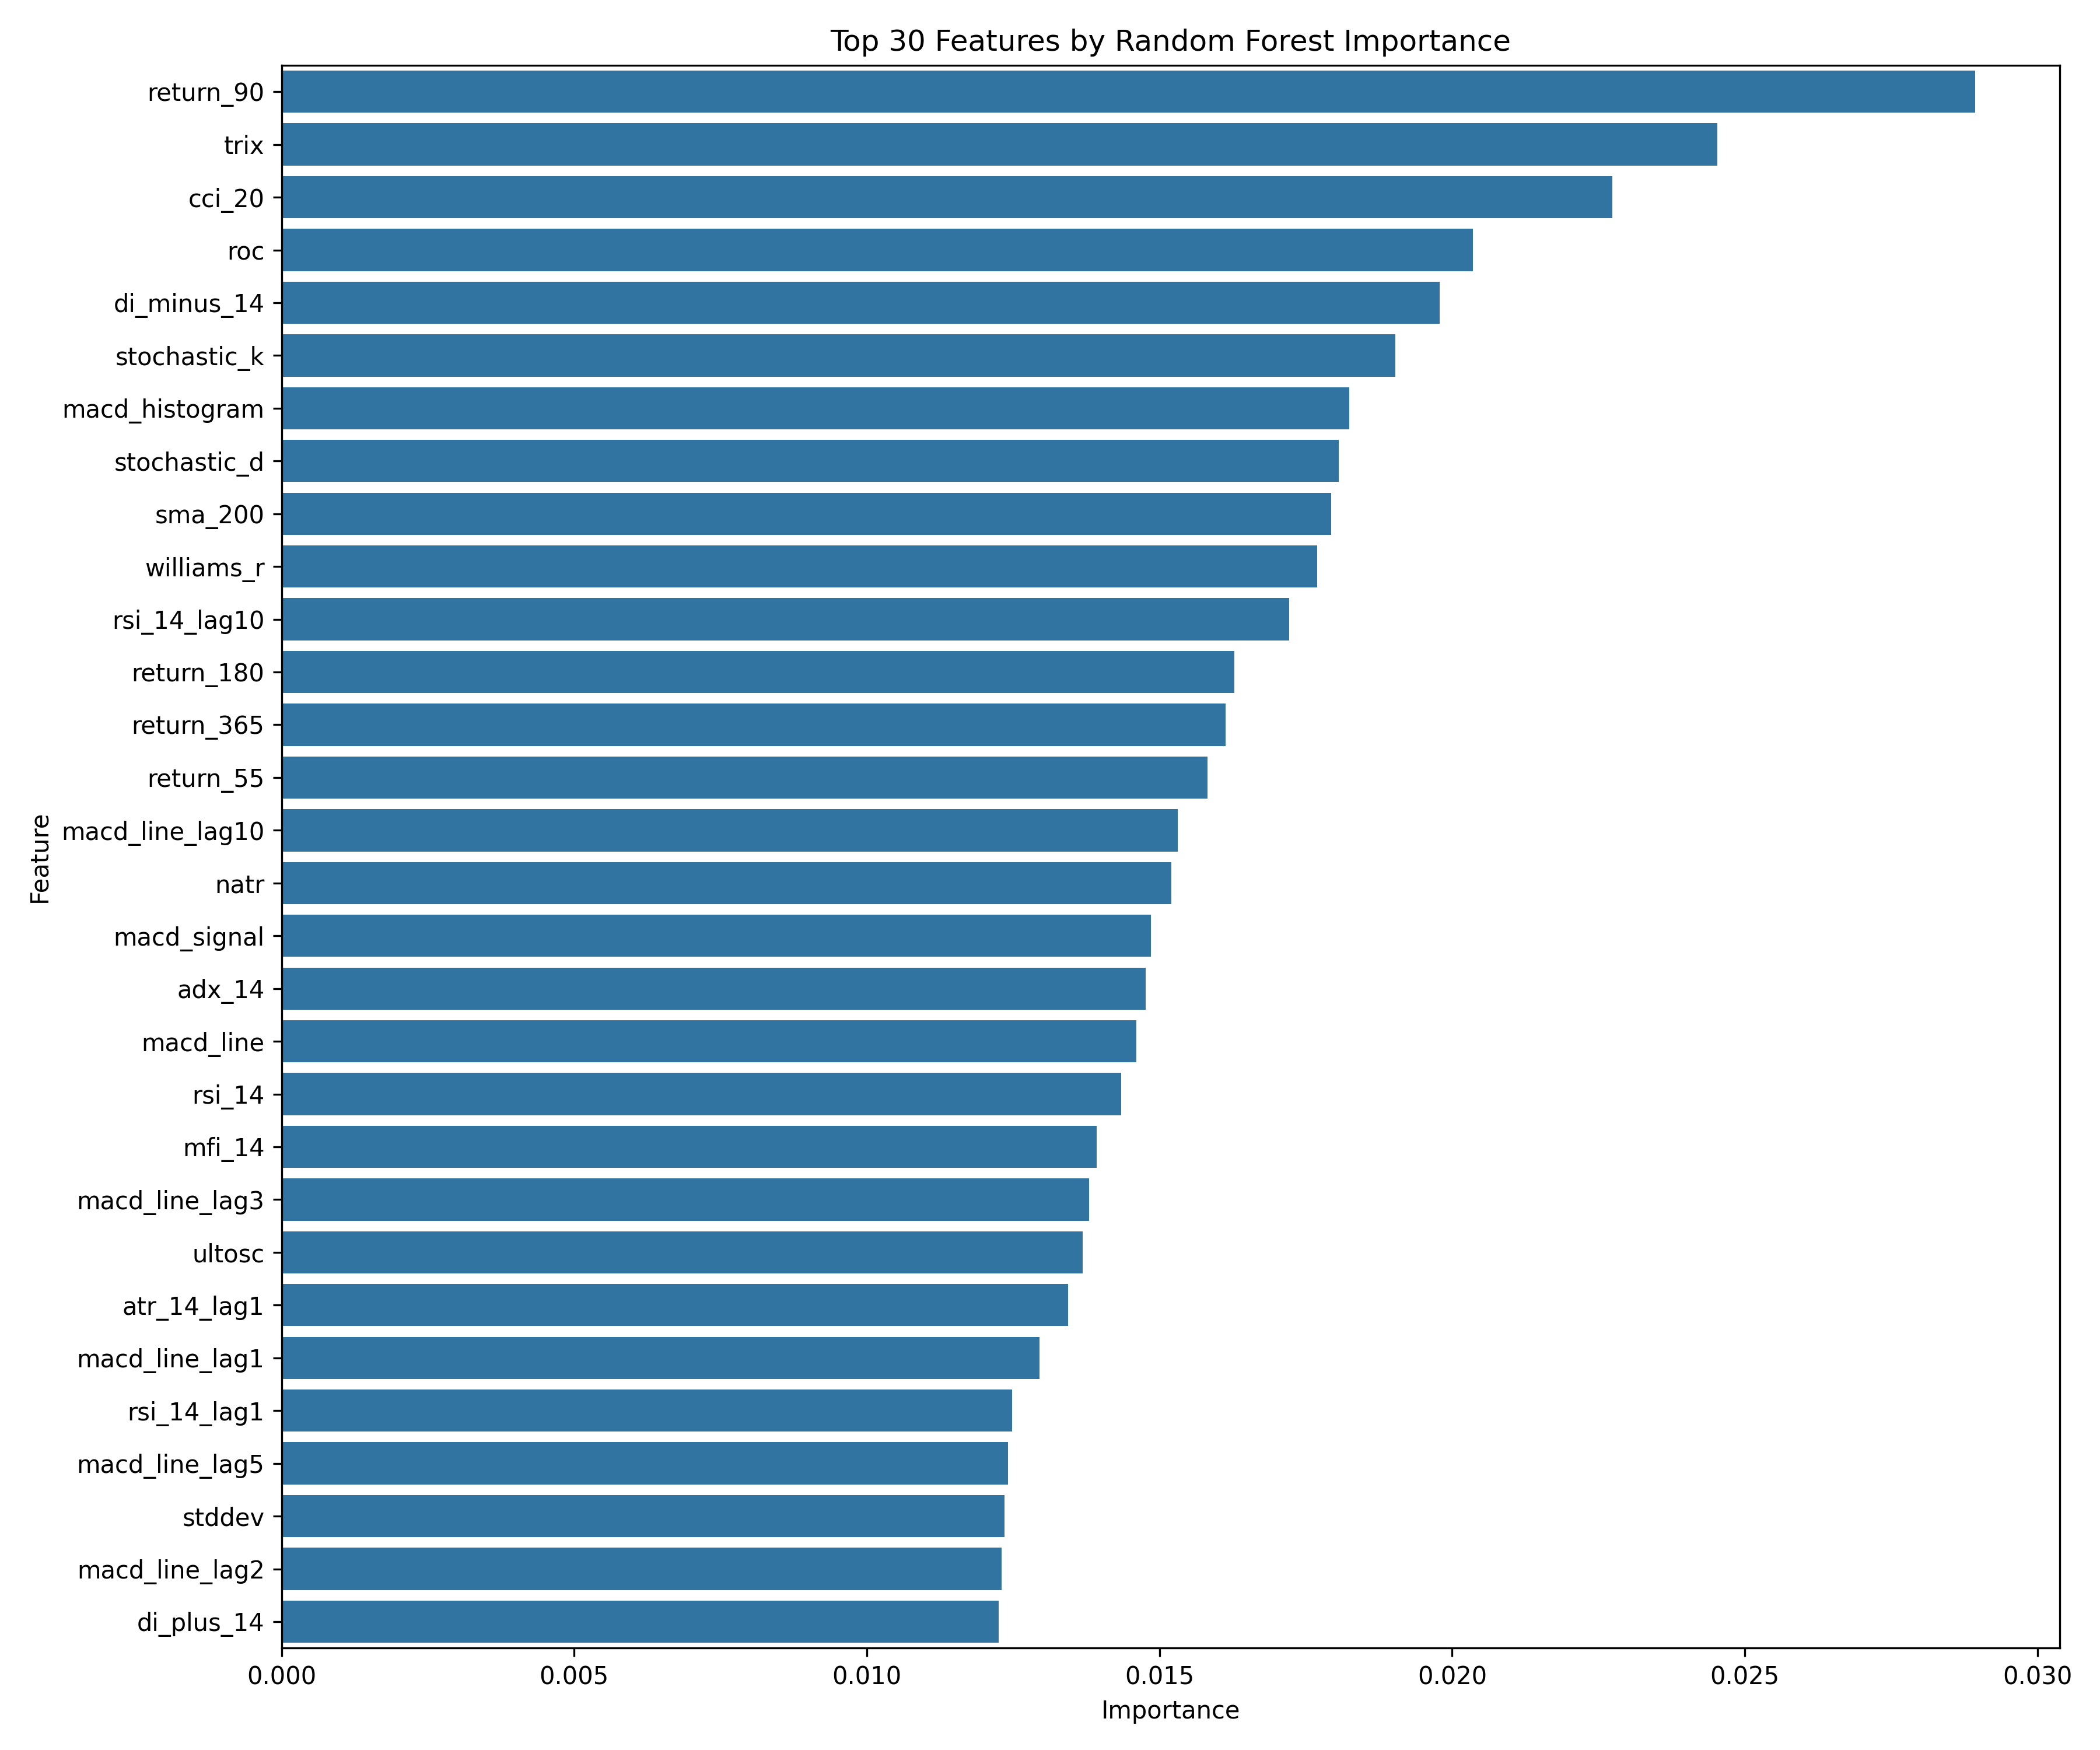 Top 30 Features by Random Forest Importance
return_90
trix
cci_20
roc
di_minus_14
stochastic_k
macd_histogram
stochastic_d
sma_200
williams_r
rsi_14_lag10
return_180
return_365
return_55
macd_line_lag10
natr
macd_signal
adx_14
macd_line
rsi_14
mfi_14
macd_line_lag3
ultosc
atr_14_lag1
macd_line_lag1
rsi_14_lag1
macd_line_lag5
stddev
macd_line_lag2
di_plus_14
Feature
0.000 0.005 0.010 0.015 0.020 0.025 0.030
Importance